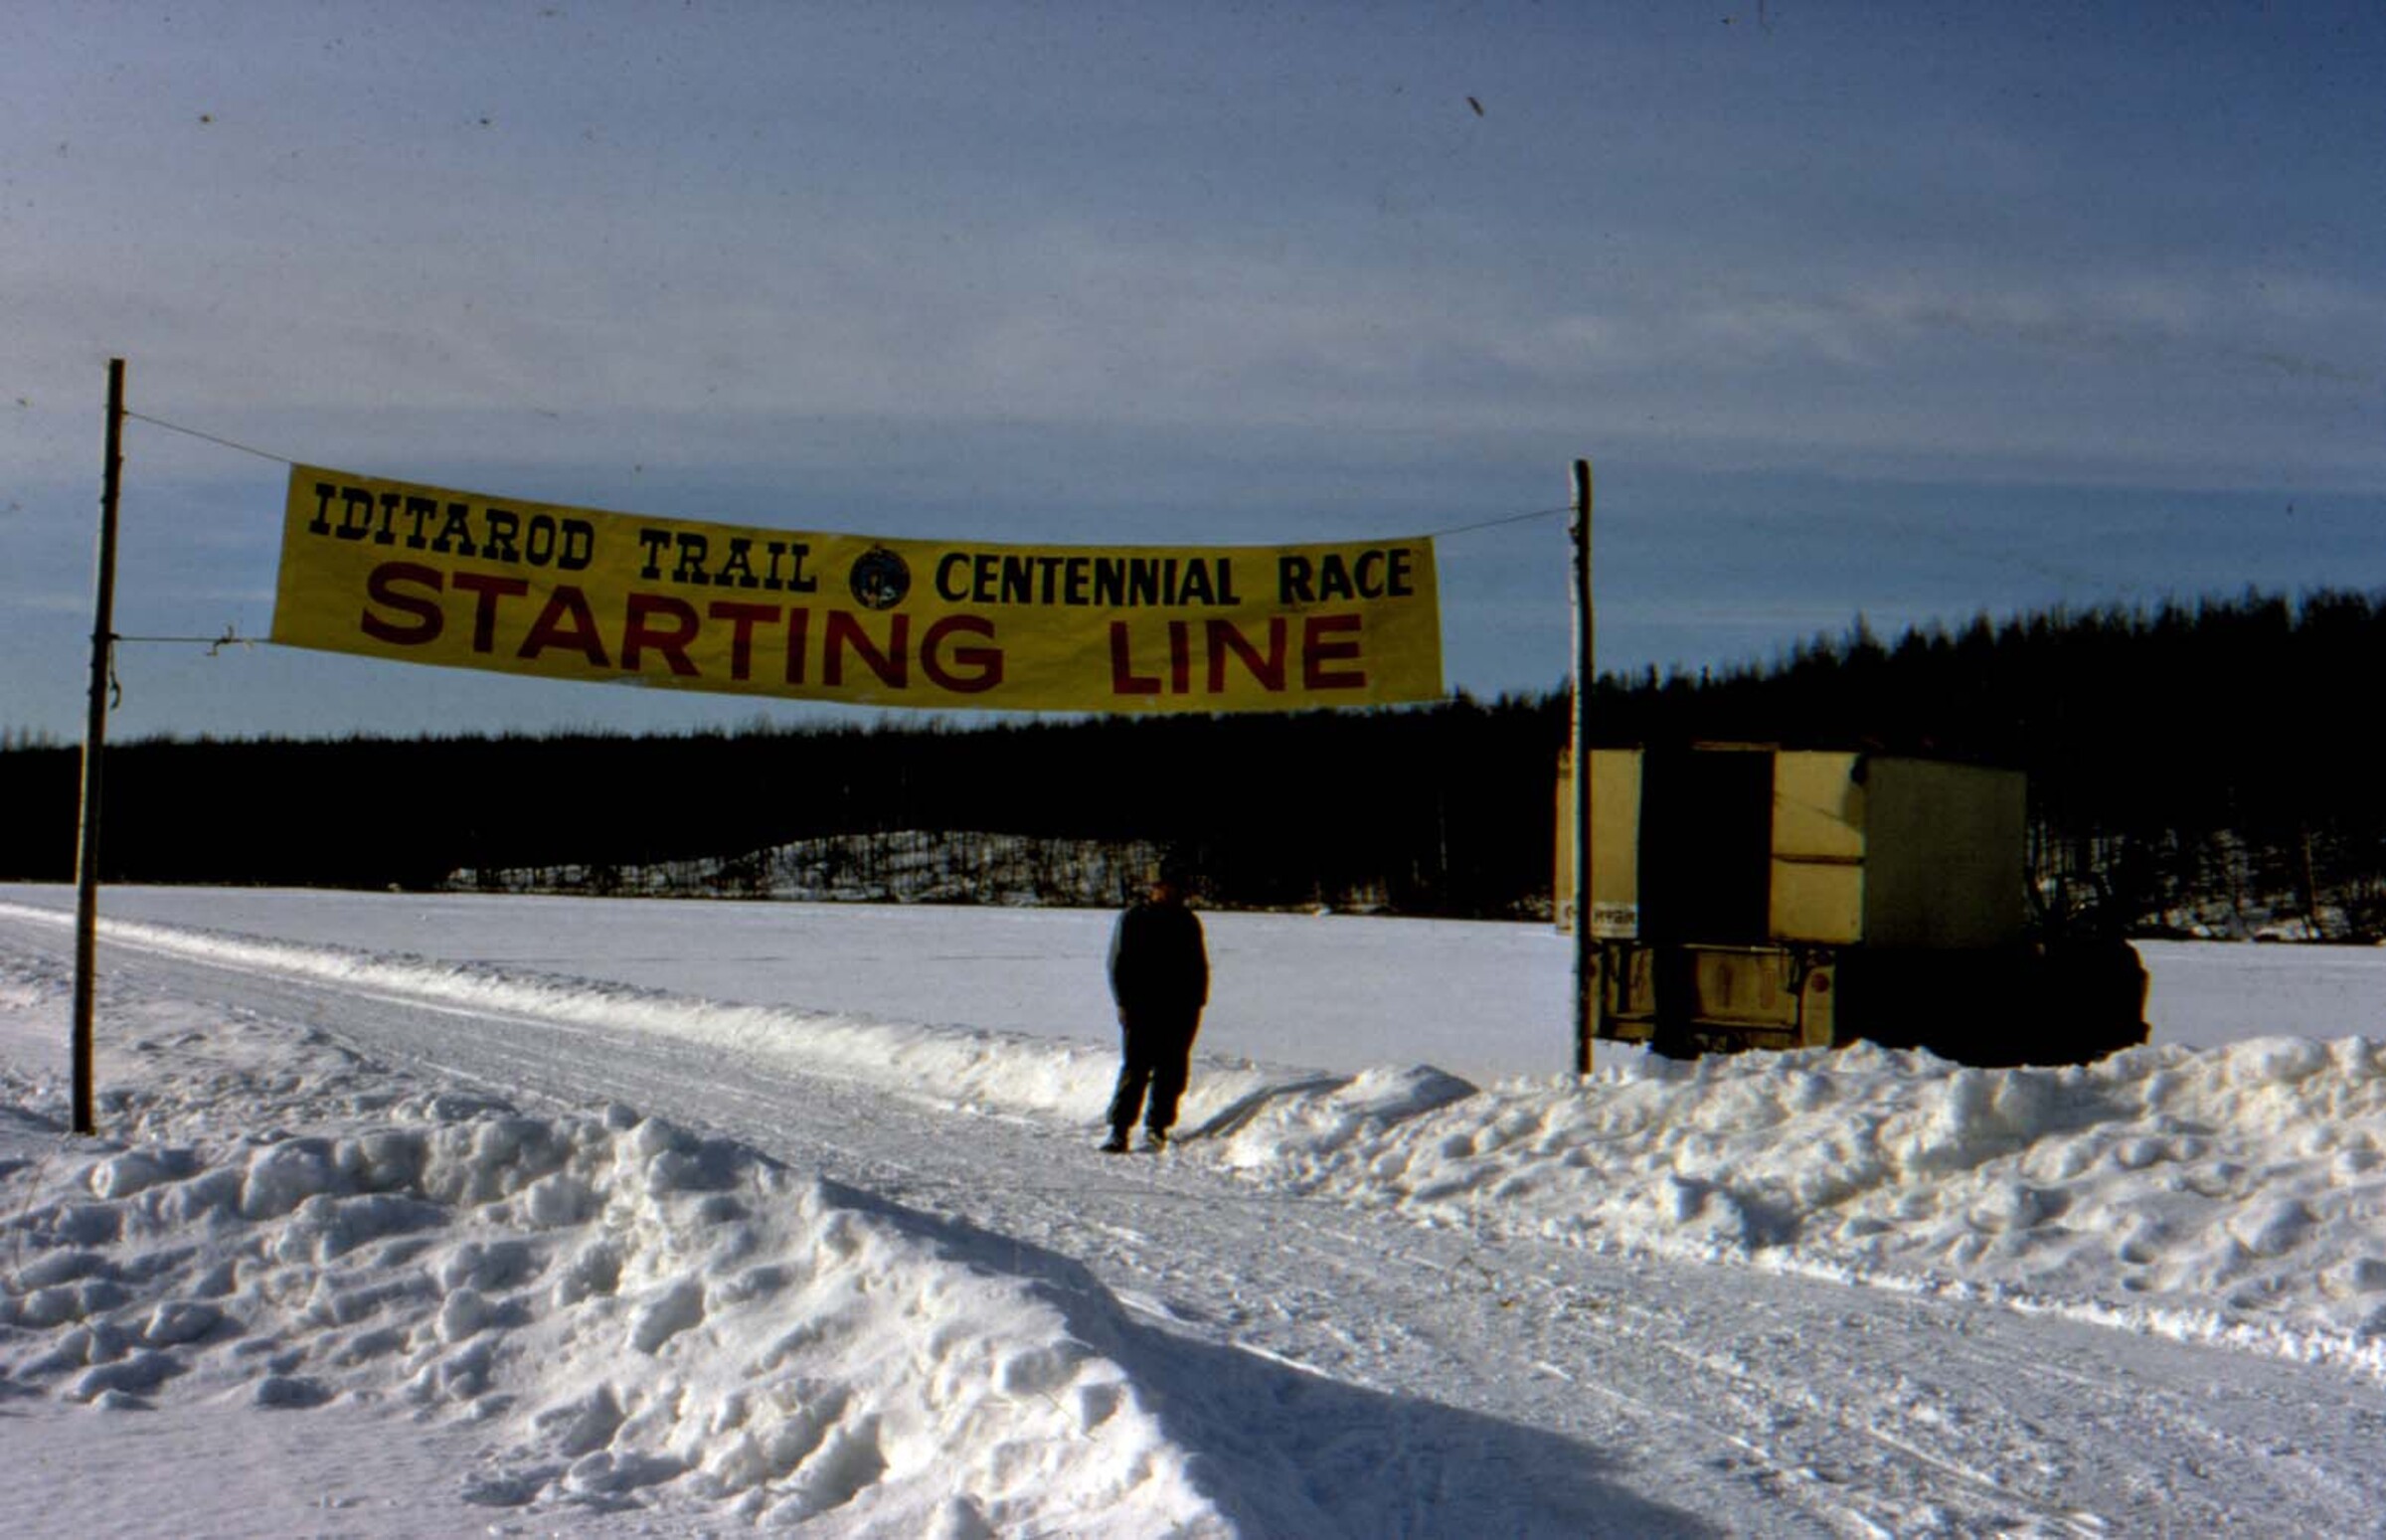 IDITAROD TRAIL CENTENNIAL RACE
STARTING LINE